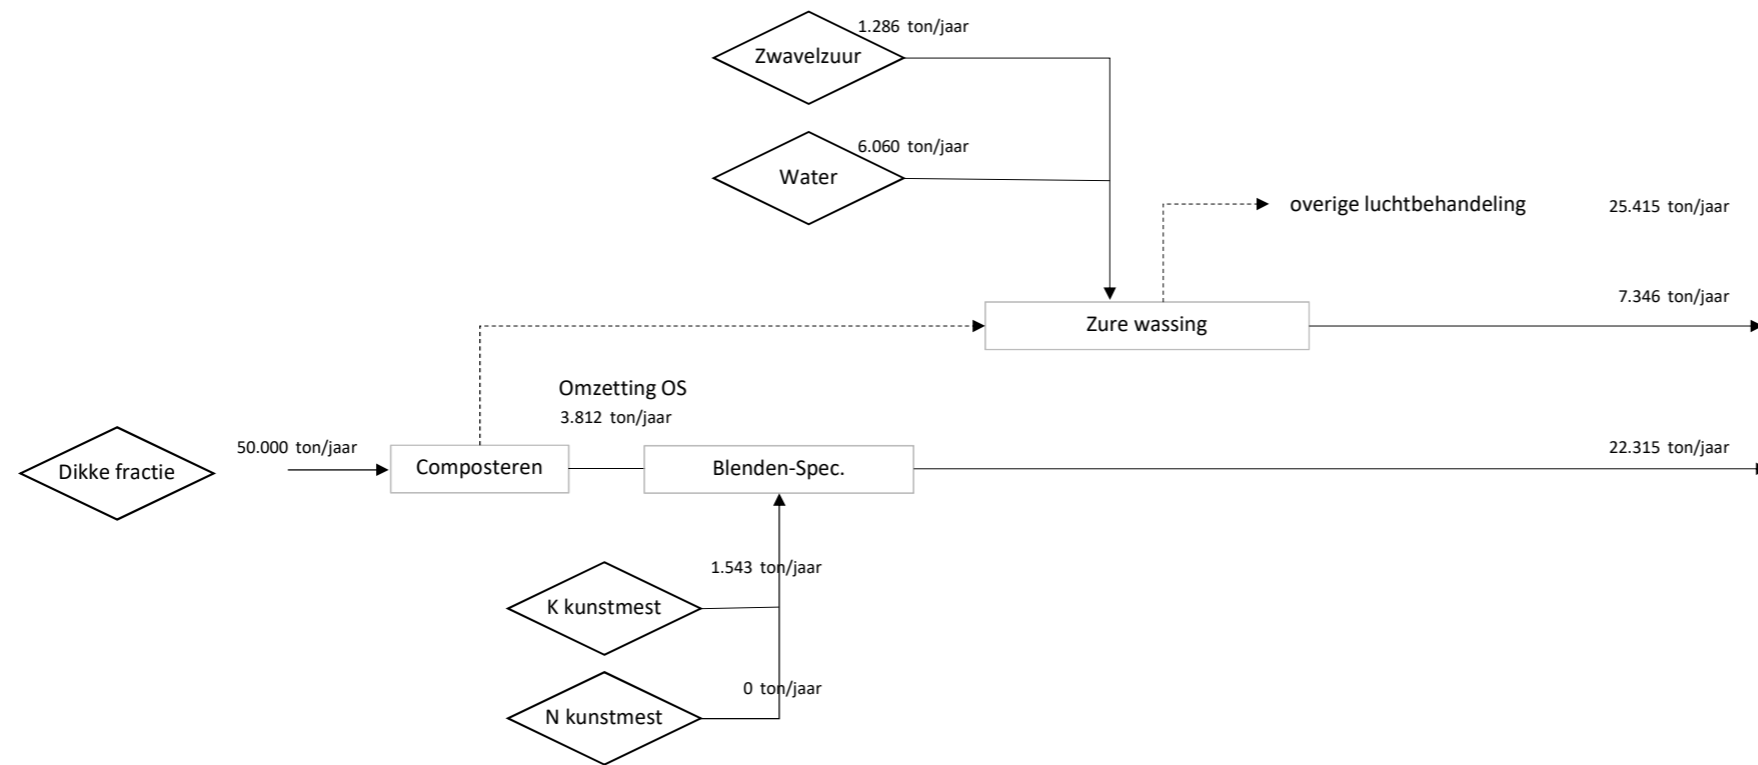 1.286 ton/jaar
Zwavelzuur
6.060 ton/jaar
Water
overige luchtbehandeling
25.415 ton/jaar
7.346 ton/jaar
Zure wassing
Omzetting OS
3.812 ton/jaar
50.000 ton/jaar
22.315 ton/jaar
Dikke fractie
Composteren
Blenden-Spec.
1.543 ton/jaar
K kunstmest
0 ton/jaar
N kunstmest